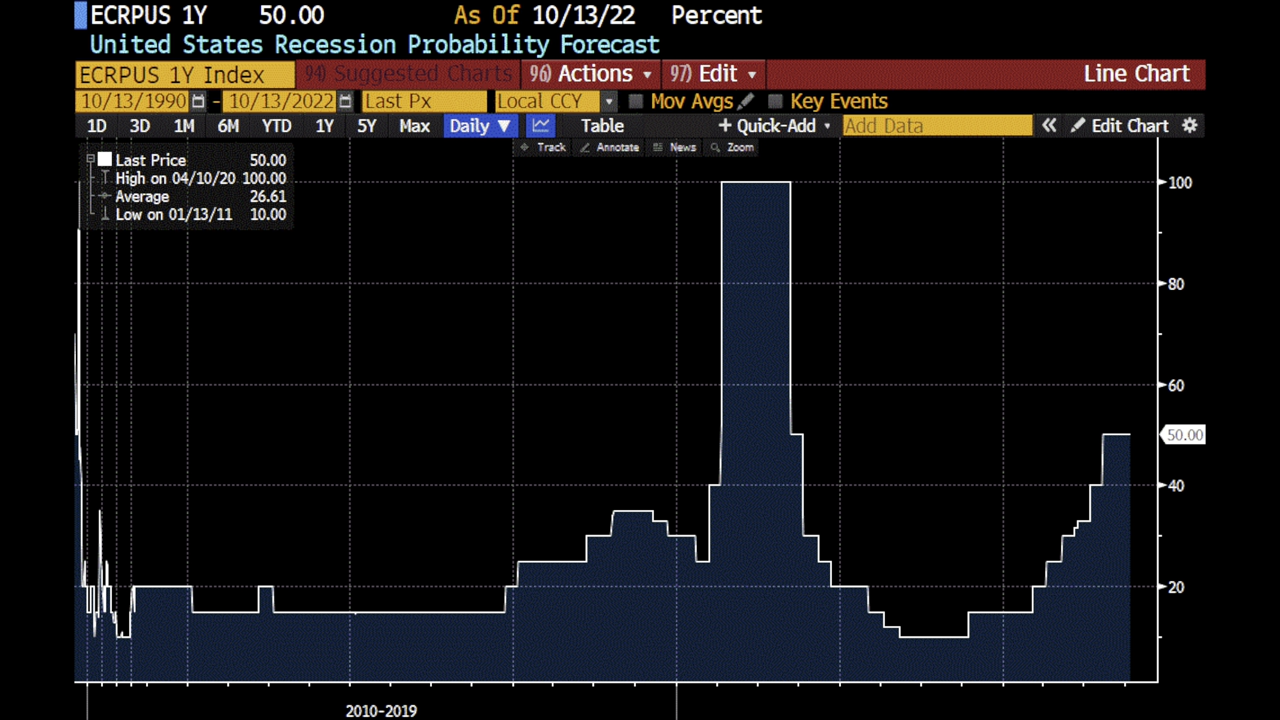 ECRPUS 1Y 50.00 As Of 10/13/22 Percent
United States Recession Probability Forecast
ECRPUS 1Y Index 94) Suggested Charts 96) Actions 97) Edit Line Chart
10/13/1990 - 10/13/2022 Last Px Local CCY Mov Avgs Key Events
1D 3D 1M 6M YTD 1Y 5Y Max Daily ▼ Table + Quick-Add Add Data « Edit Chart
Track Annotate News Zoom
Last Price 50.00
High on 04/10/20 100.00
Average 26.61
Low on 01/13/11 10.00
100
80
60
50.00
40
20
2010-2019